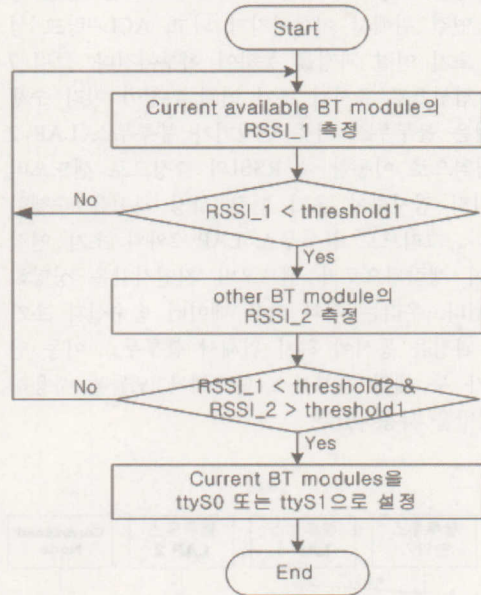 Start
Current available BT module의
RSSI_1 측정
No
RSSI_1 < threshold1
Yes
other BT module의
RSSI_2 측정
No
RSSI_1 < threshold2 &
RSSI_2 > threshold1
Yes
Current BT modules을
ttyS0 또는 ttyS1으로 설정
End